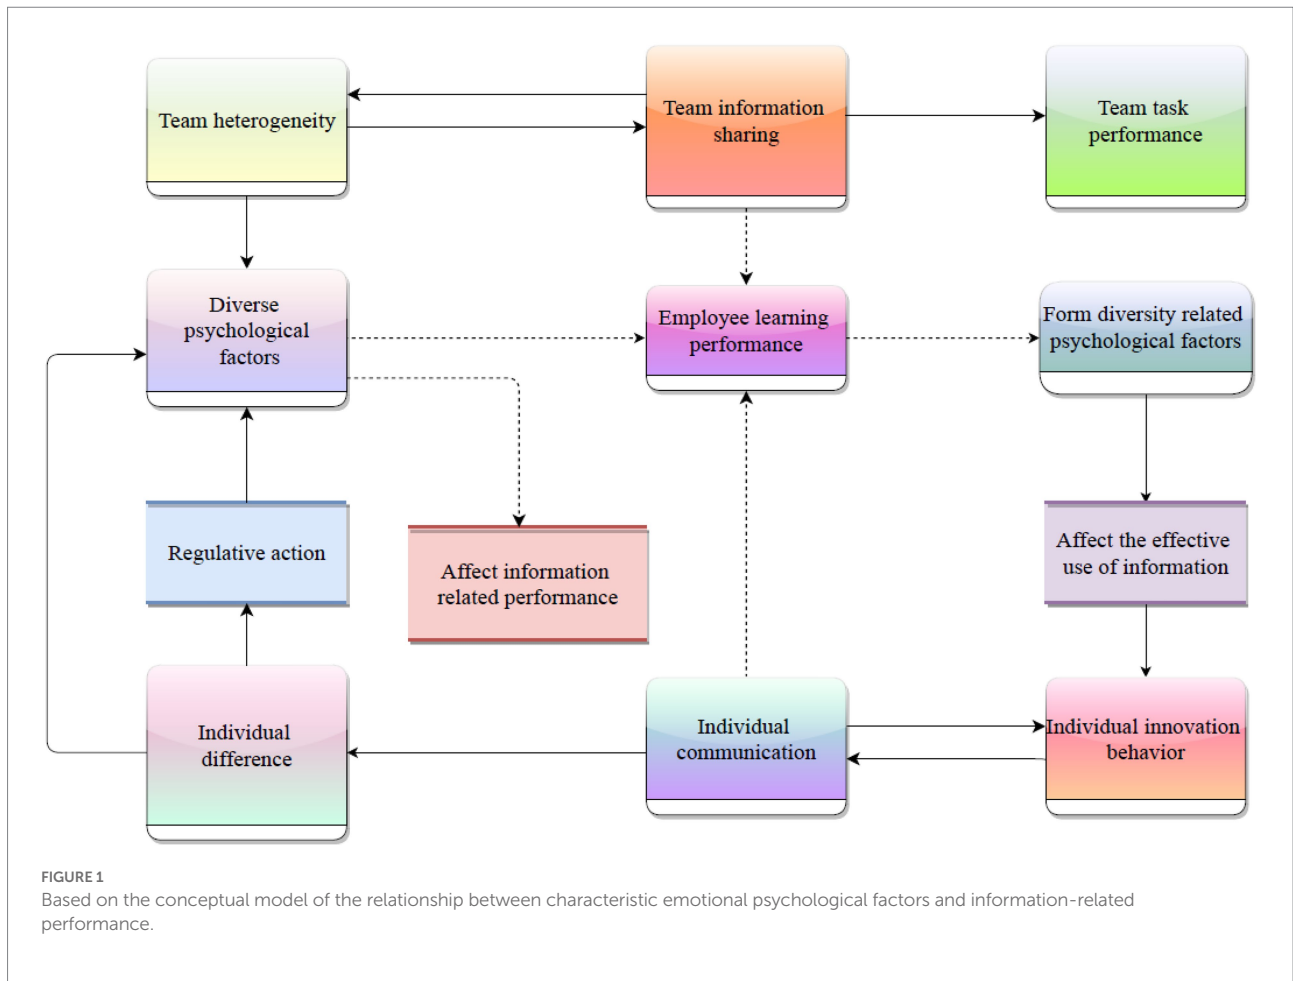 Team heterogeneity
Team information
sharing
Team task
performance
Diverse
psychological
factors
Employee learning
performance
Form diversity related
psychological factors
Regulative action
Affect information
related performance
Affect the effective
use of information
Individual
difference
Individual
communication
Individual innovation
behavior
FIGURE 1
Based on the conceptual model of the relationship between characteristic emotional psychological factors and information-related
performance.